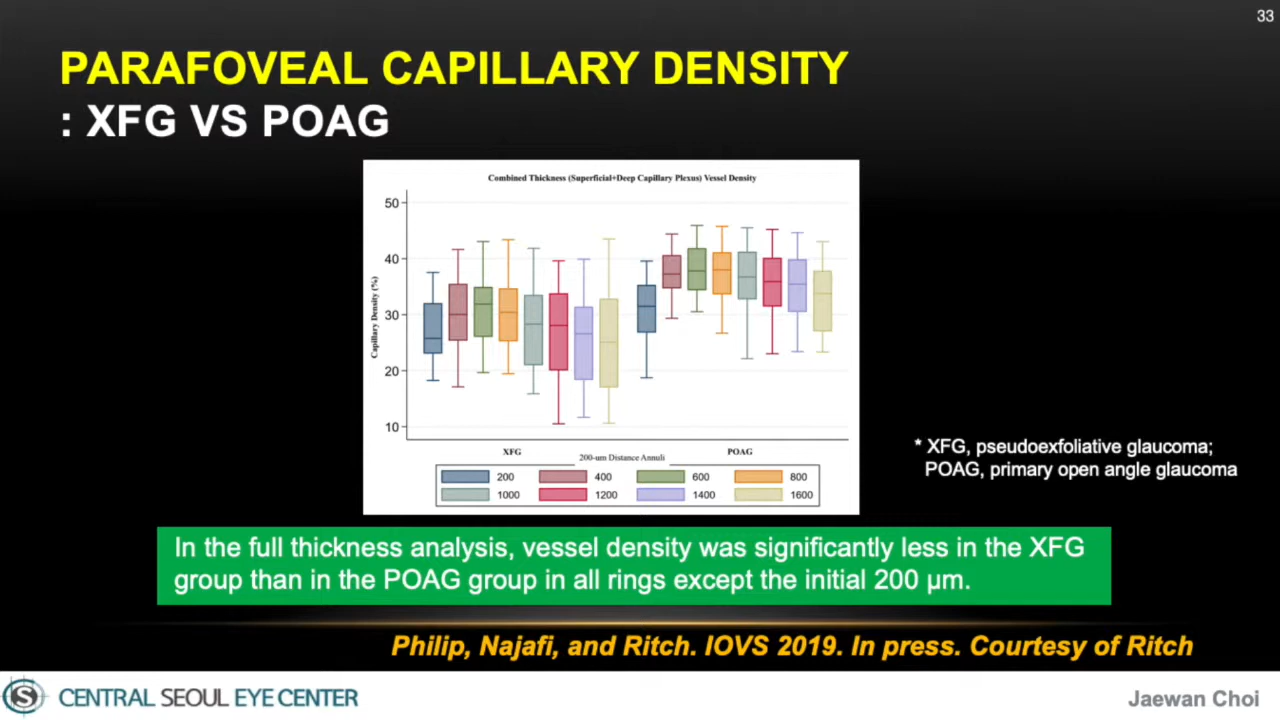 33
PARAFOVEAL CAPILLARY DENSITY
: XFG VS POAG
Combined Thickness (Superficial+Deep Capillary Plexus) Vessel Density
Capillary Density (%)
50
40
30
20
10
XFG
POAG
200-um Distance Annuli
200 400 600 800
1000 1200 1400 1600
* XFG, pseudoexfoliative glaucoma;
POAG, primary open angle glaucoma
In the full thickness analysis, vessel density was significantly less in the XFG
group than in the POAG group in all rings except the initial 200 µm.
Philip, Najafi, and Ritch. IOVS 2019. In press. Courtesy of Ritch
S CENTRAL SEOUL EYE CENTER
Jaewan Choi